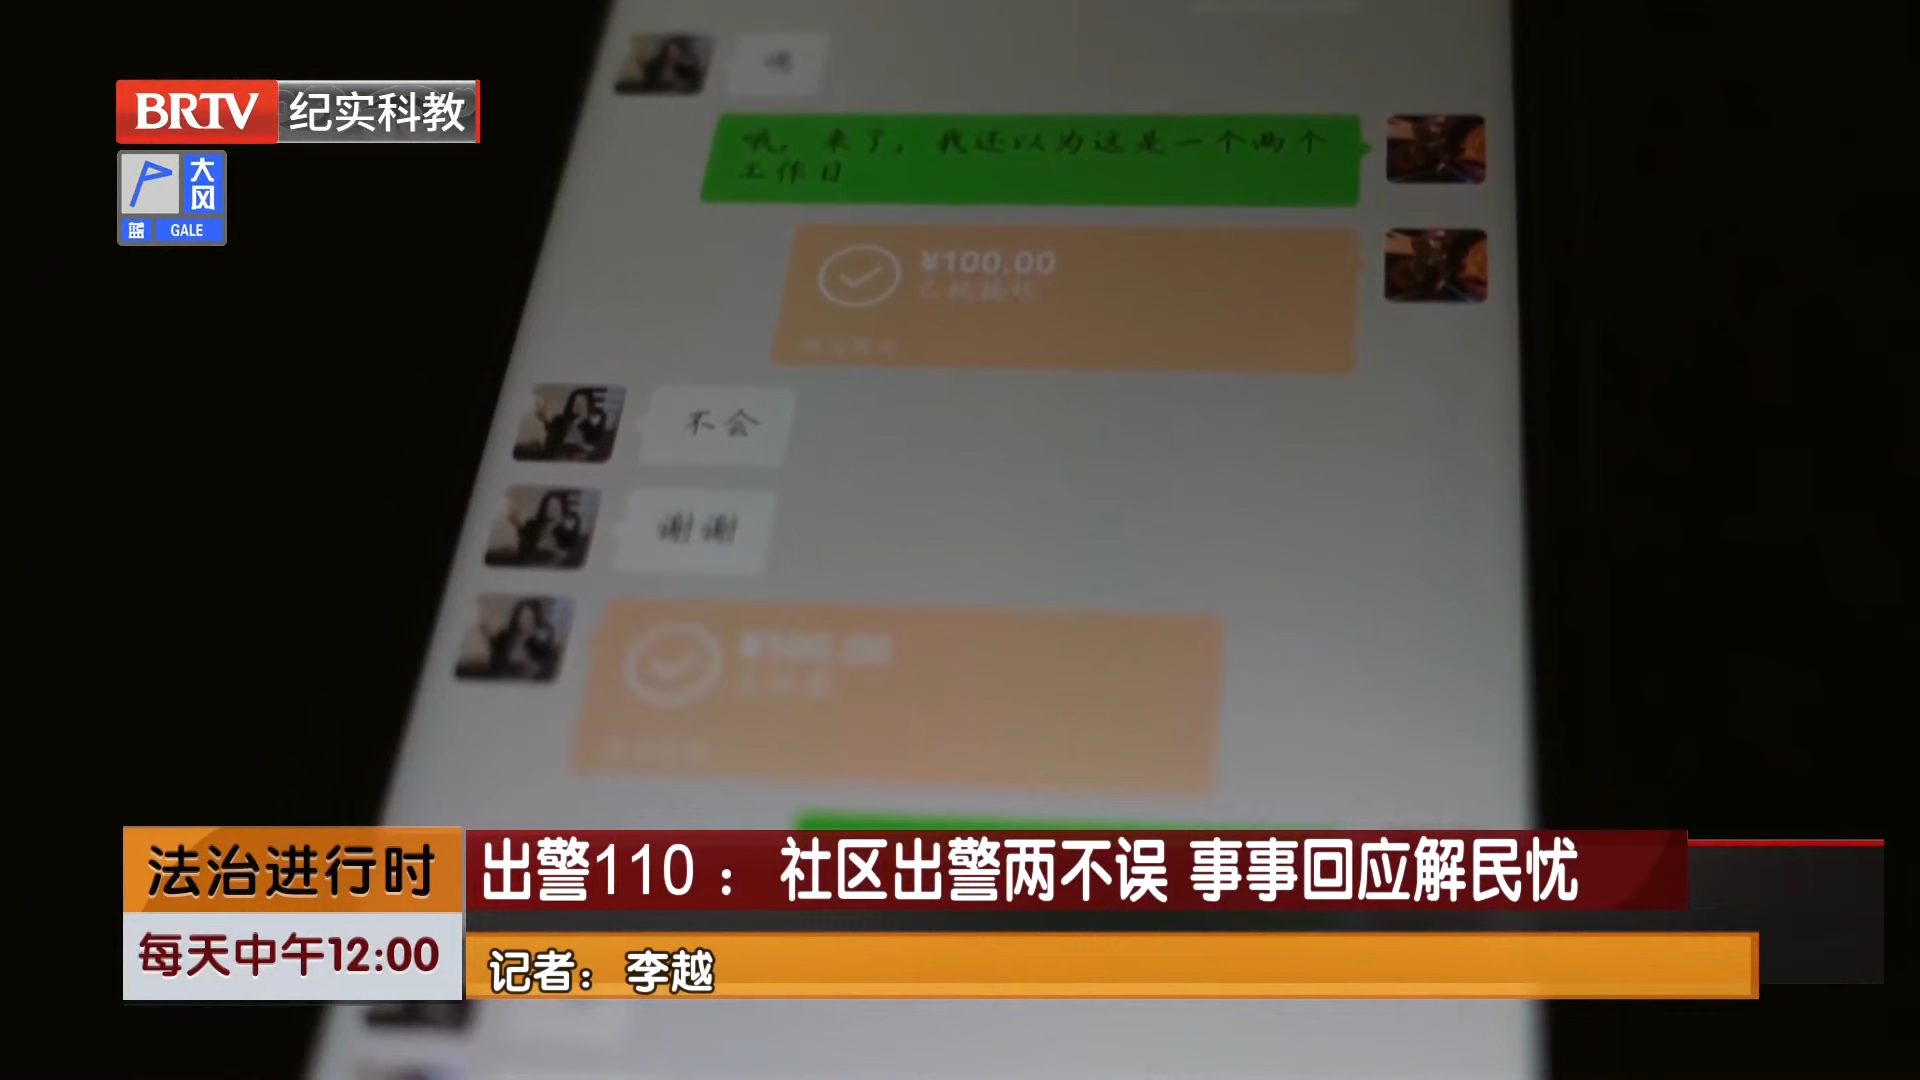 BRTV 纪实科教
大风
蓝 GALE
哦，来了，我还以为这是一个两个
工作日
¥100.00
不会
谢谢
法治进行时
出警110：社区出警两不误 事事回应解民忧
每天中午12:00
记者：李越